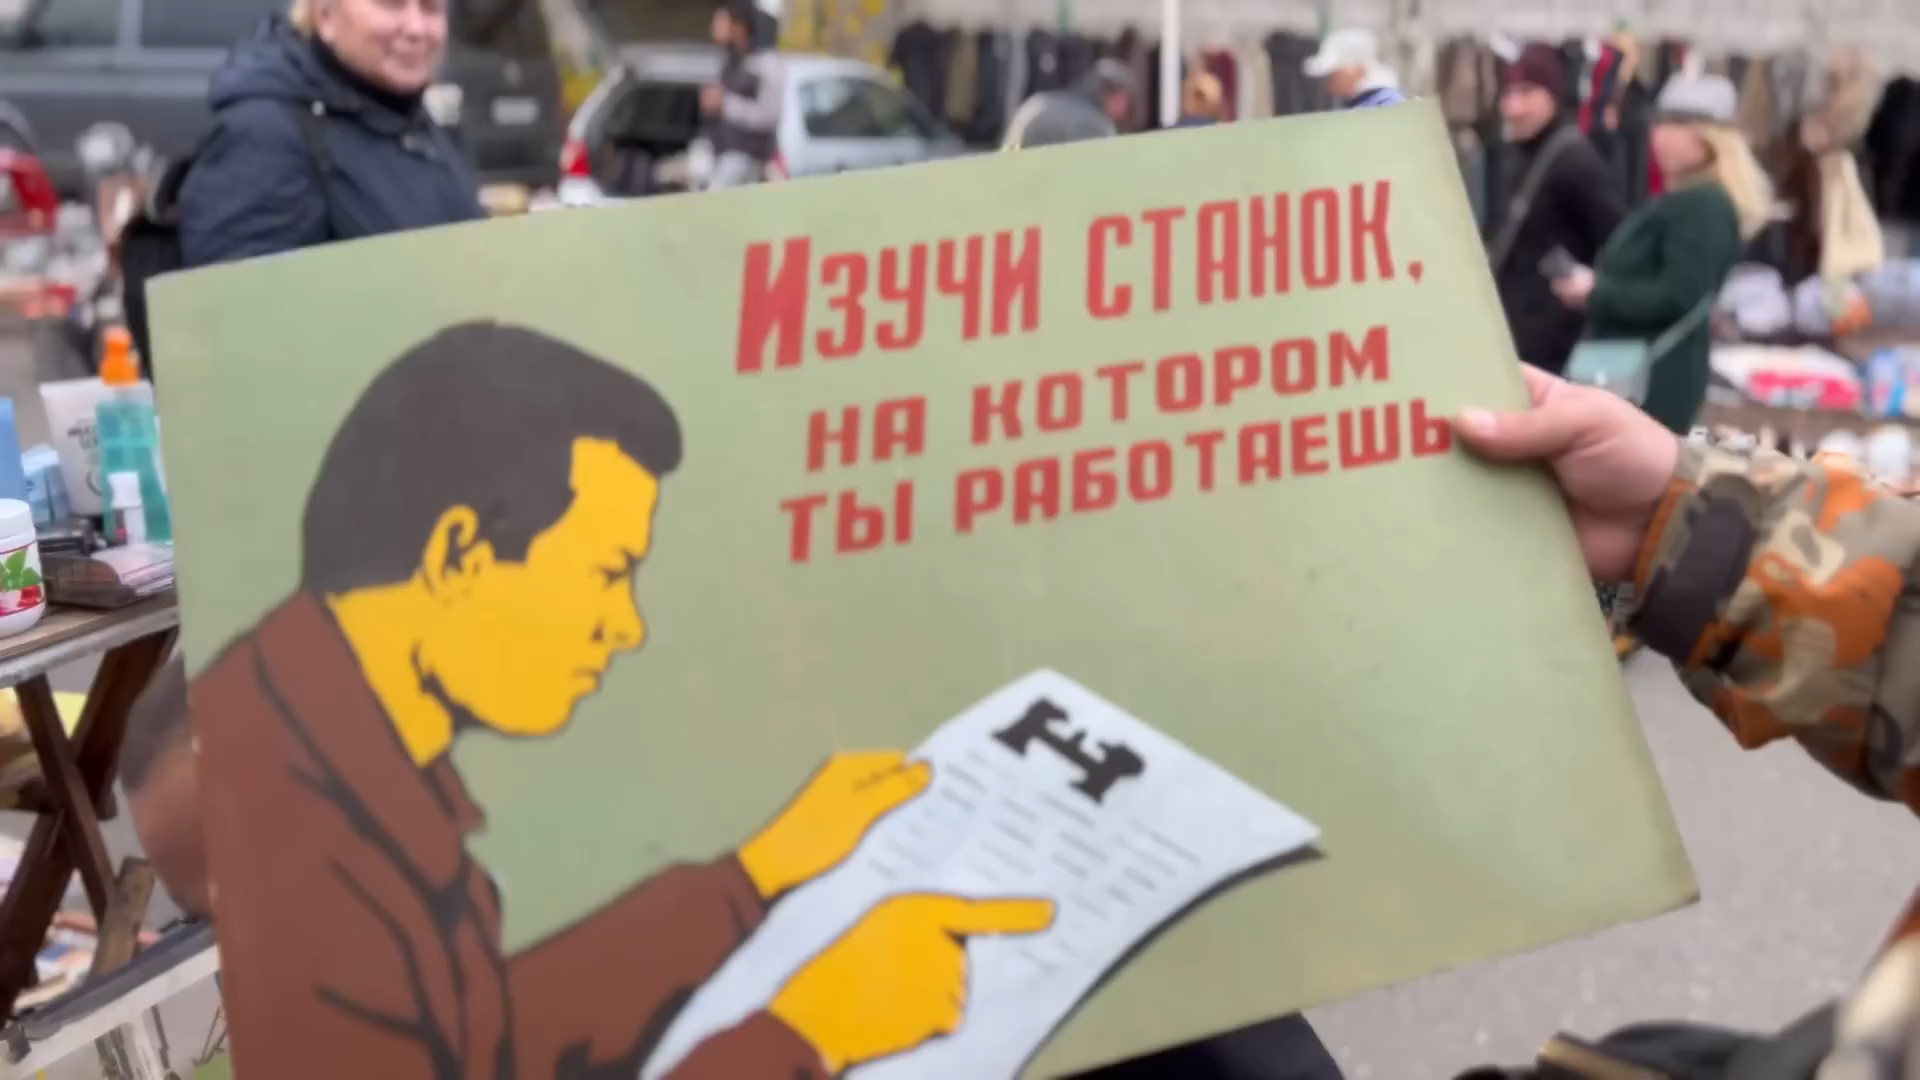 Изучи станок,
на котором
ты работаешь